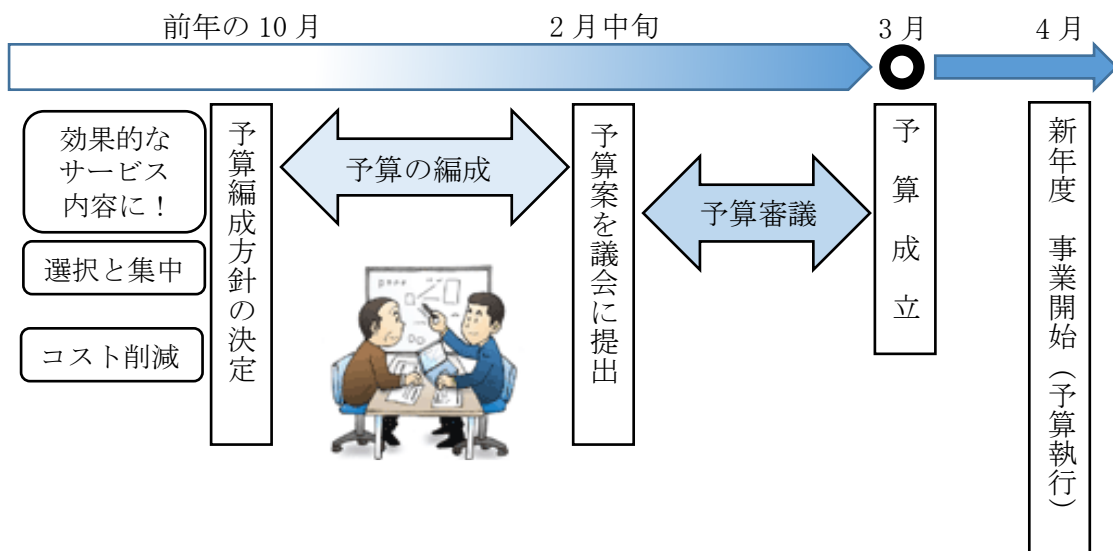 前年の10月
2月中旬
3月
4月
効果的な
サービス
内容に！
選択と集中
コスト削減
予算編成方針の決定
予算の編成
予算案を議会に提出
予算審議
予算成立
新年度　事業開始（予算執行）